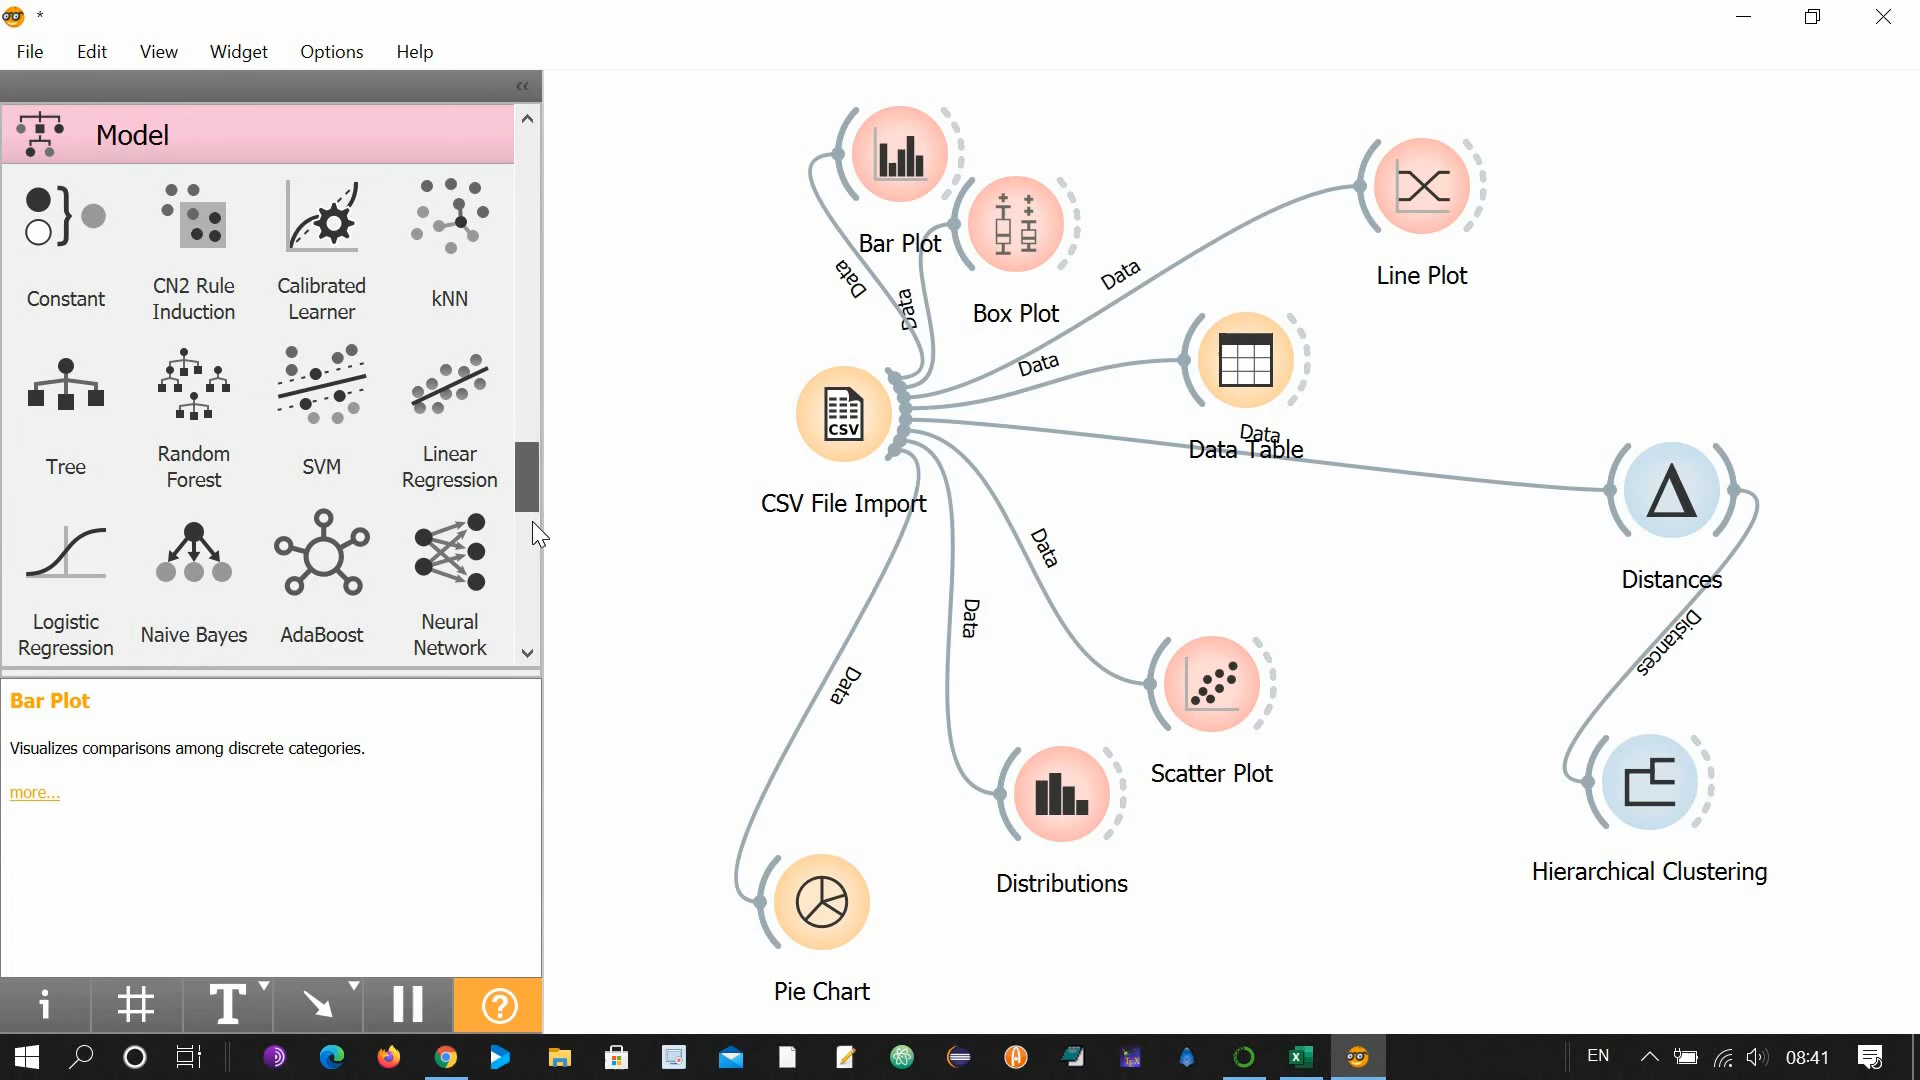 *
File Edit View Widget Options Help
«
Model
Constant
CN2 Rule
Induction
Calibrated
Learner
kNN
Tree
Random
Forest
SVM
Linear
Regression
Logistic
Regression
Naive Bayes
AdaBoost
Neural
Network
Bar Plot
Visualizes comparisons among discrete categories.
more...
i
T
?
Bar Plot
Box Plot
Line Plot
Data
Data
Data
Data
Data
Data Table
CSV
CSV File Import
Distances
Distances
Data
Data
Data
Scatter Plot
Distributions
Hierarchical Clustering
Pie Chart
EN
08:41